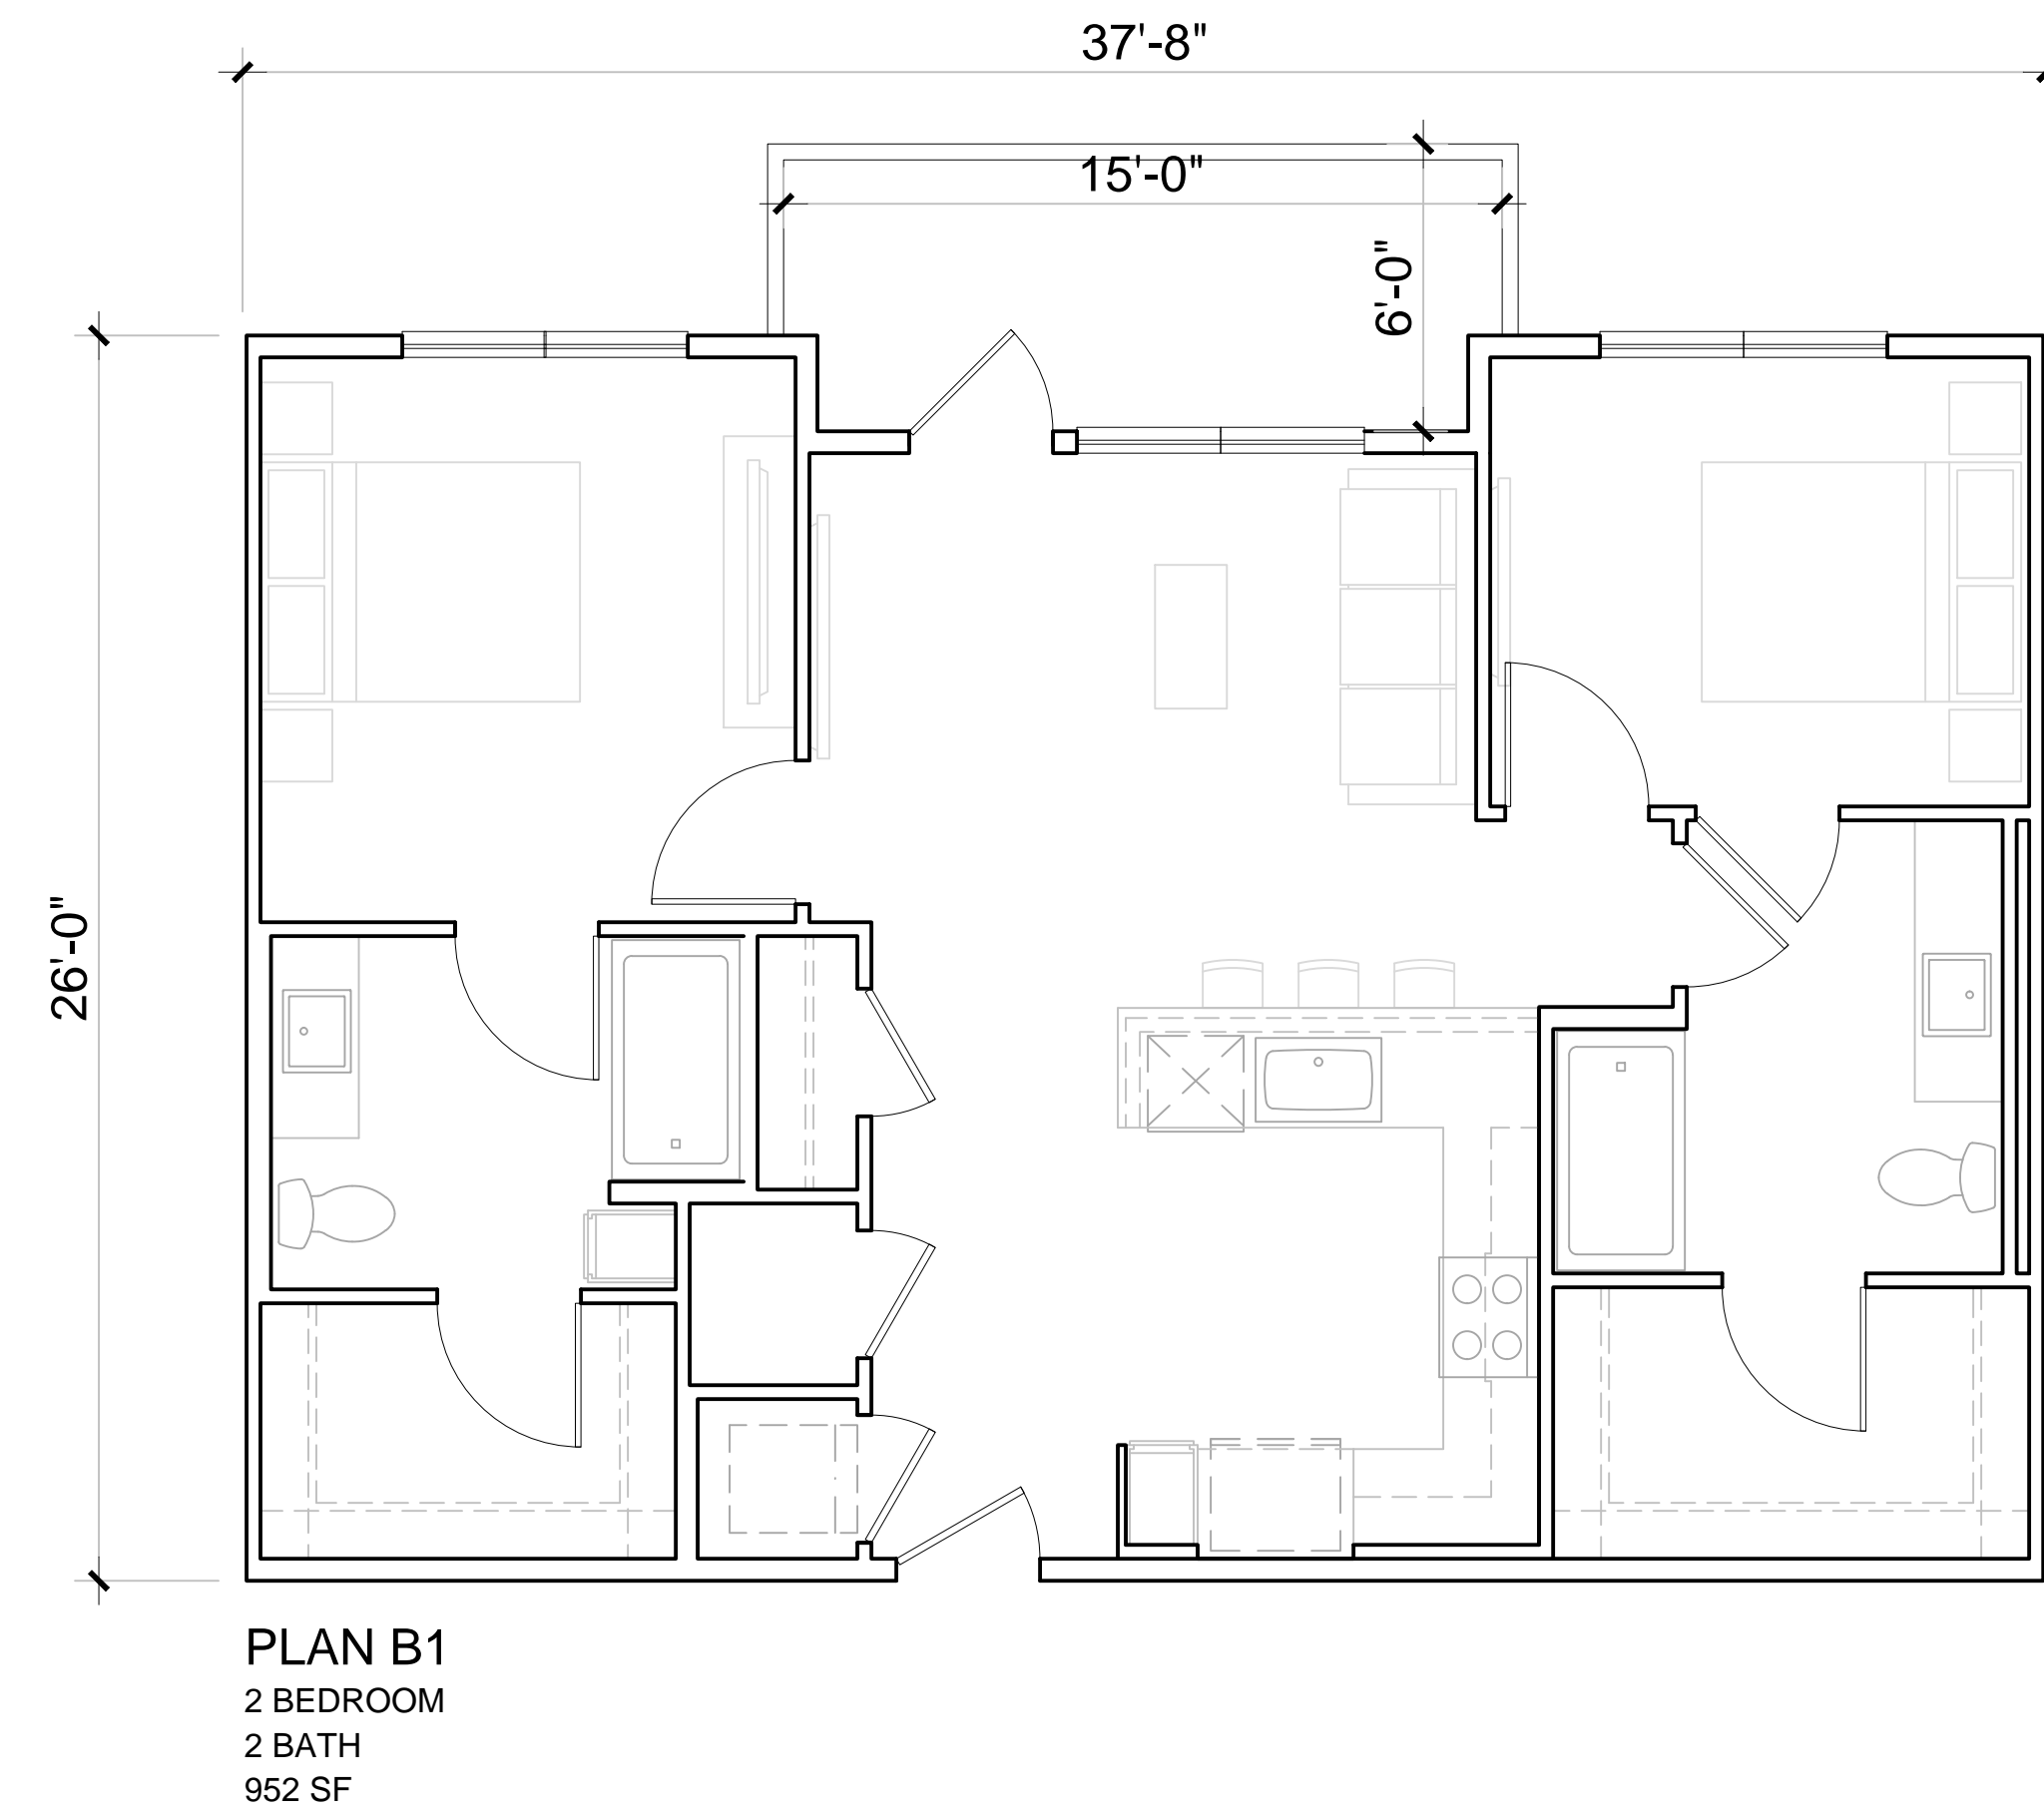 37'-8"
15'-0"
6'-0"
26'-0"
PLAN B1
2 BEDROOM
2 BATH
952 SF